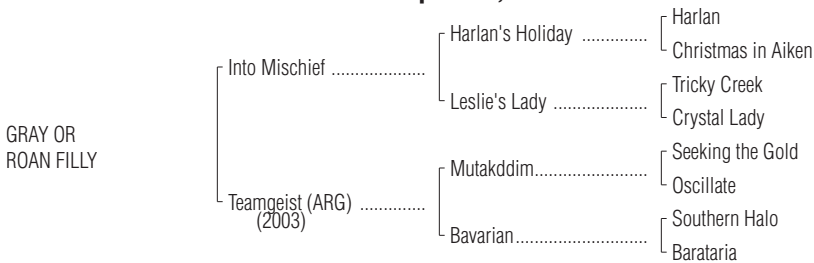 Harlan
Harlan's Holiday ..............
Christmas in Aiken
Into Mischief ....................
Tricky Creek
Leslie's Lady ....................
Crystal Lady
GRAY OR
ROAN FILLY
Seeking the Gold
Mutakddim........................
Oscillate
Teamgeist (ARG) ..............
(2003)
Southern Halo
Bavarian............................
Barataria